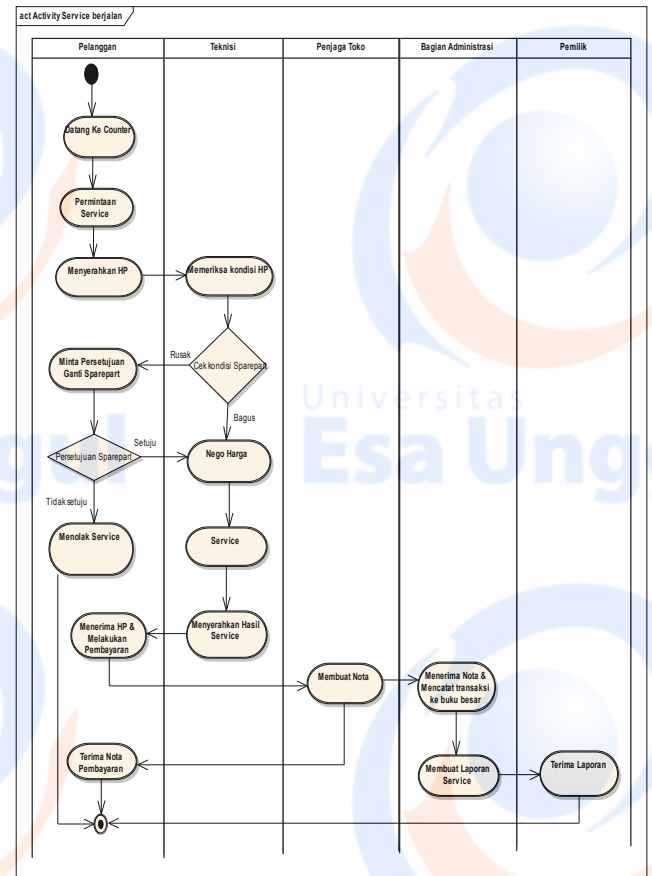 act Activity Service berjalan
Pelanggan
Teknisi
Penjaga Toko
Bagian Administrasi
Pemilik
Datang Ke Counter
Permintaan
Service
Menyerahkan HP
Memeriksa kondisi HP
Cek kondisi Sparepart
Rusak
Bagus
Minta Persetujuan
Ganti Sparepart
Persetujuan Sparepart
Setuju
Tidak setuju
Nego Harga
Menolak Service
Service
Menyerahkan Hasil
Service
Menerima HP &
Melakukan
Pembayaran
Membuat Nota
Menerima Nota &
Mencatat transaksi
ke buku besar
Terima Nota
Pembayaran
Membuat Laporan
Service
Terima Laporan
Universitas
Esa Ungg
gul